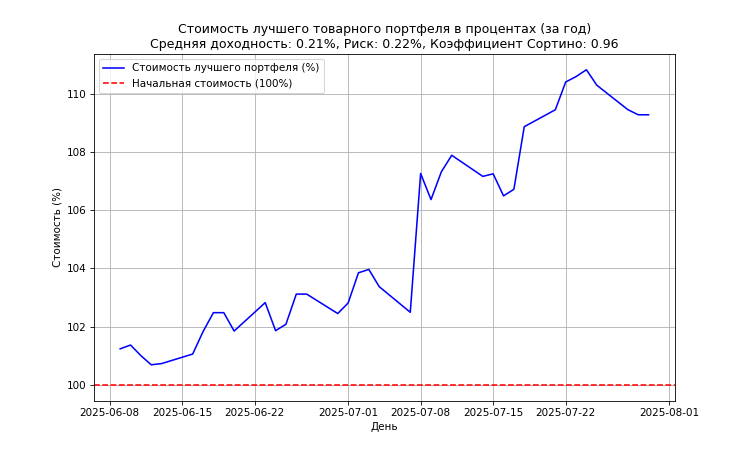 Стоимость лучшего товарного портфеля в процентах (за год)
Средняя доходность: 0.21%, Риск: 0.22%, Коэффициент Сортино: 0.96
Стоимость лучшего портфеля (%)
Начальная стоимость (100%)
Стоимость (%)
110
108
106
104
102
100
2025-06-08 2025-06-15 2025-06-22 2025-07-01 2025-07-08 2025-07-15 2025-07-22 2025-08-01
День